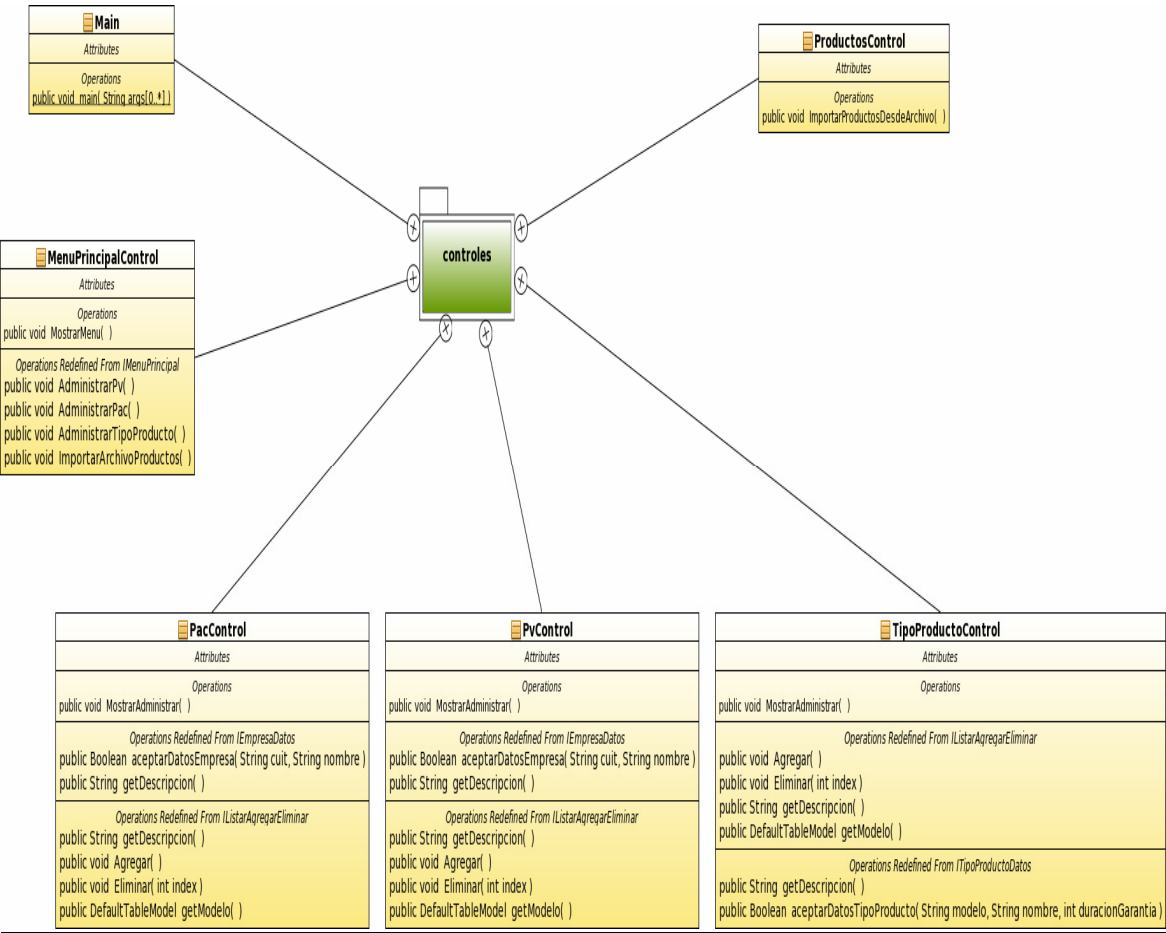 Main
Attributes
Operations
public void main( String args[0..*] )
ProductosControl
Attributes
Operations
public void ImportarProductosDesdeArchivo( )
controles
MenuPrincipalControl
Attributes
Operations
public void MostrarMenu( )
Operations Redefined From IMenuPrincipal
public void AdministrarPv( )
public void AdministrarPac( )
public void AdministrarTipoProducto( )
public void ImportarArchivoProductos( )
PacControl
Attributes
Operations
public void MostrarAdministrar( )
Operations Redefined From IEmpresaDatos
public Boolean aceptarDatosEmpresa( String cuit, String nombre )
public String getDescripcion( )
Operations Redefined From IListarAgregarEliminar
public String getDescripcion( )
public void Agregar( )
public void Eliminar( int index )
public DefaultTableModel getModelo( )
PvControl
Attributes
Operations
public void MostrarAdministrar( )
Operations Redefined From IEmpresaDatos
public Boolean aceptarDatosEmpresa( String cuit, String nombre )
public String getDescripcion( )
Operations Redefined From IListarAgregarEliminar
public String getDescripcion( )
public void Agregar( )
public void Eliminar( int index )
public DefaultTableModel getModelo( )
TipoProductoControl
Attributes
Operations
public void MostrarAdministrar( )
Operations Redefined From IListarAgregarEliminar
public void Agregar( )
public void Eliminar( int index )
public String getDescripcion( )
public DefaultTableModel getModelo( )
Operations Redefined From ITipoProductoDatos
public String getDescripcion( )
public Boolean aceptarDatosTipoProducto( String modelo, String nombre, int duracionGarantia )